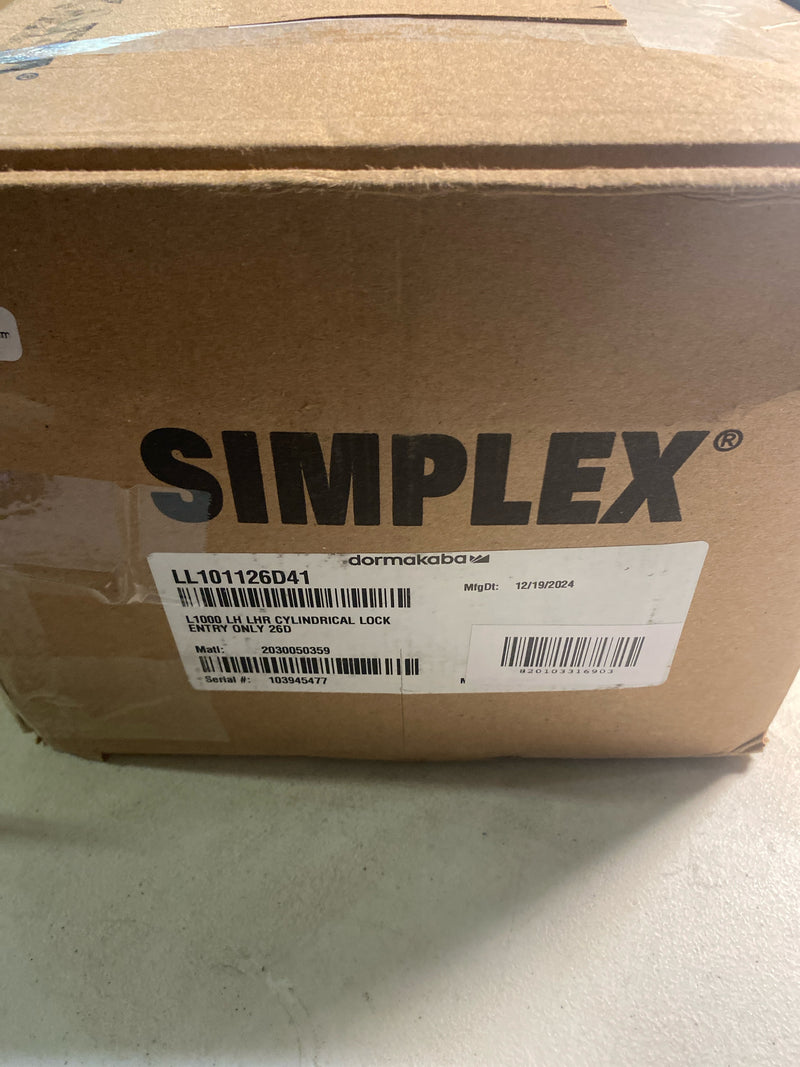 SIMPLEX®
dormakaba
LL101126D41
MfgDt: 12/19/2024
L1000 LH LHR CYLINDRICAL LOCK
ENTRY ONLY 26D
Matl: 2030050359
Serial #: 103945477
820103316903